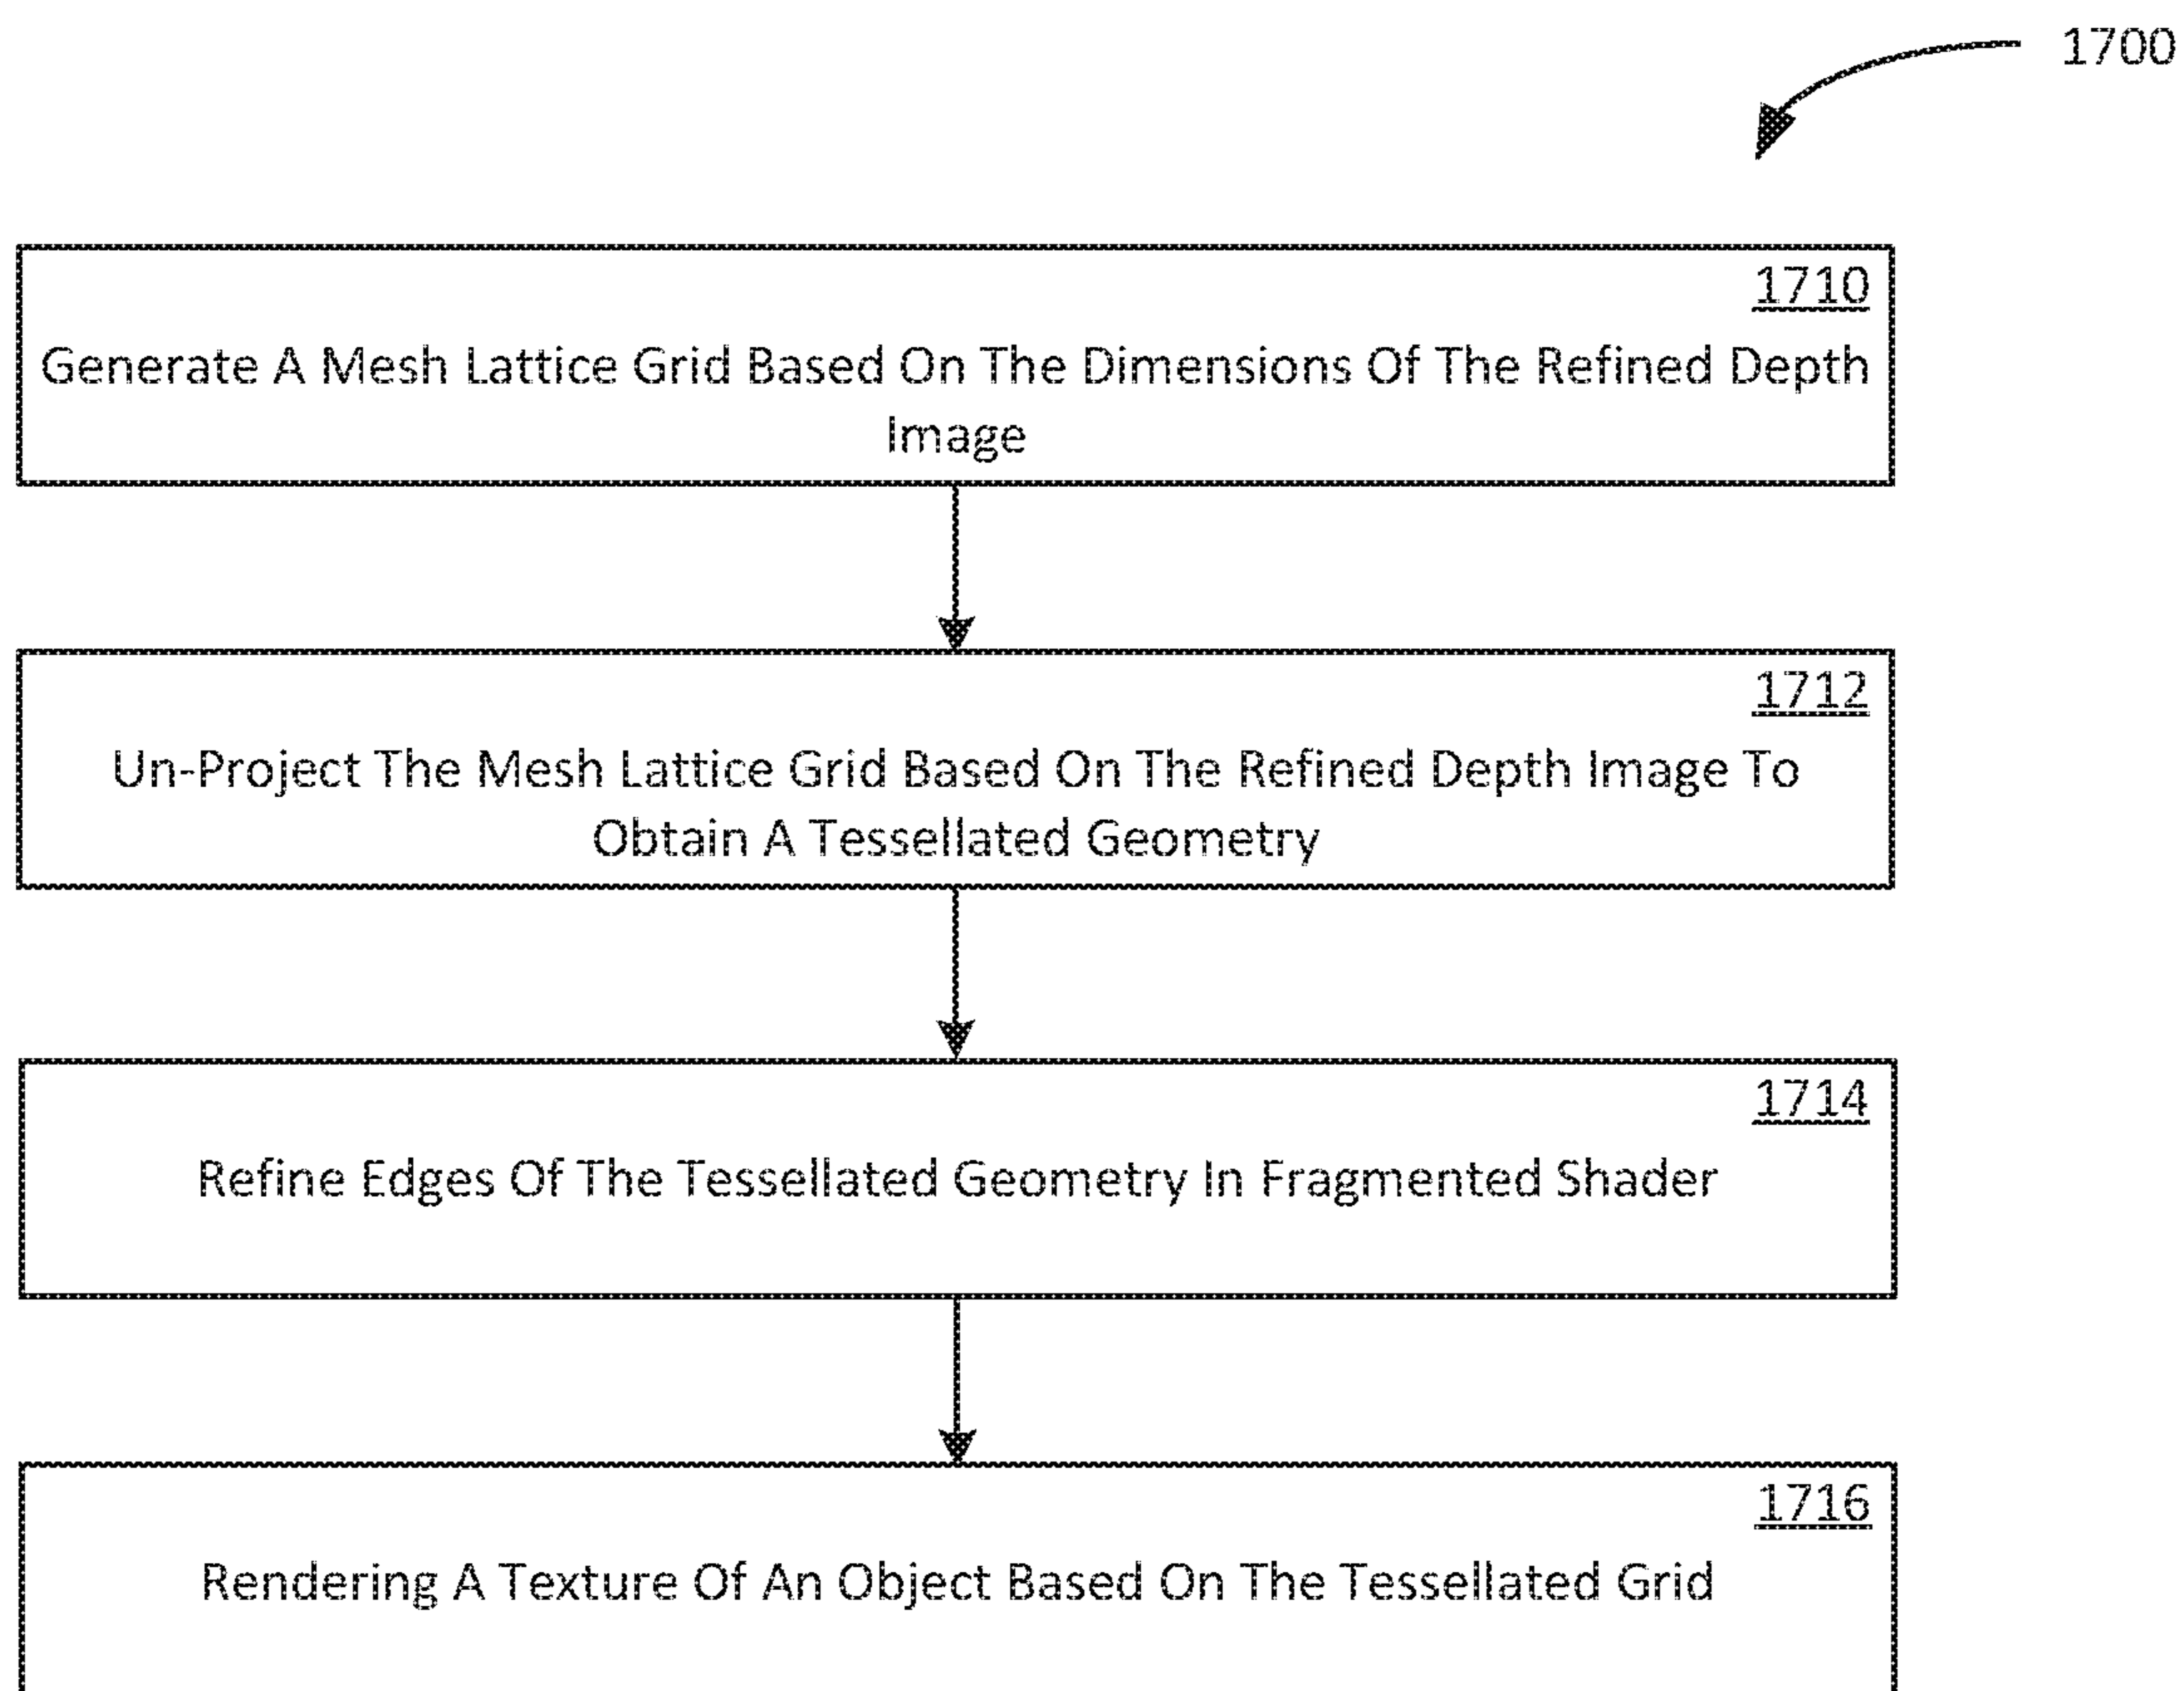 1700
1710
Generate A Mesh Lattice Grid Based On The Dimensions Of The Refined Depth
Image
1712
Un-Project The Mesh Lattice Grid Based On The Refined Depth Image To
Obtain A Tessellated Geometry
1714
Refine Edges Of The Tessellated Geometry In Fragmented Shader
1716
Rendering A Texture Of An Object Based On The Tessellated Grid